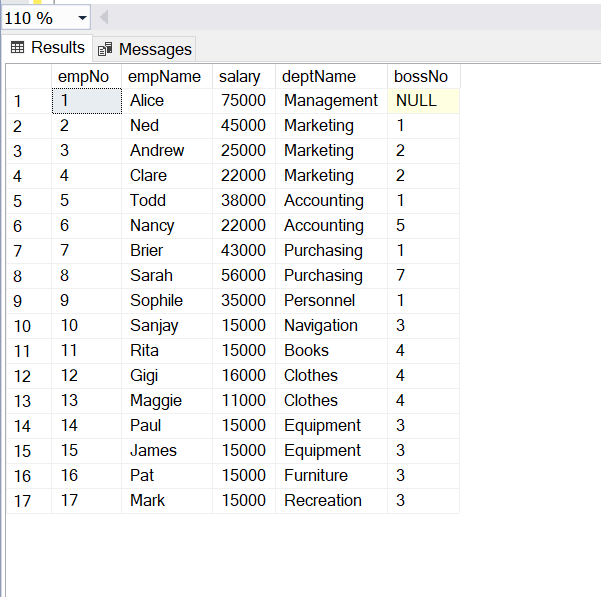 110 %
Results Messages
empNo empName salary deptName bossNo
1 1 Alice 75000 Management NULL
2 2 Ned 45000 Marketing 1
3 3 Andrew 25000 Marketing 2
4 4 Clare 22000 Marketing 2
5 5 Todd 38000 Accounting 1
6 6 Nancy 22000 Accounting 5
7 7 Brier 43000 Purchasing 1
8 8 Sarah 56000 Purchasing 7
9 9 Sophile 35000 Personnel 1
10 10 Sanjay 15000 Navigation 3
11 11 Rita 15000 Books 4
12 12 Gigi 16000 Clothes 4
13 13 Maggie 11000 Clothes 4
14 14 Paul 15000 Equipment 3
15 15 James 15000 Equipment 3
16 16 Pat 15000 Furniture 3
17 17 Mark 15000 Recreation 3